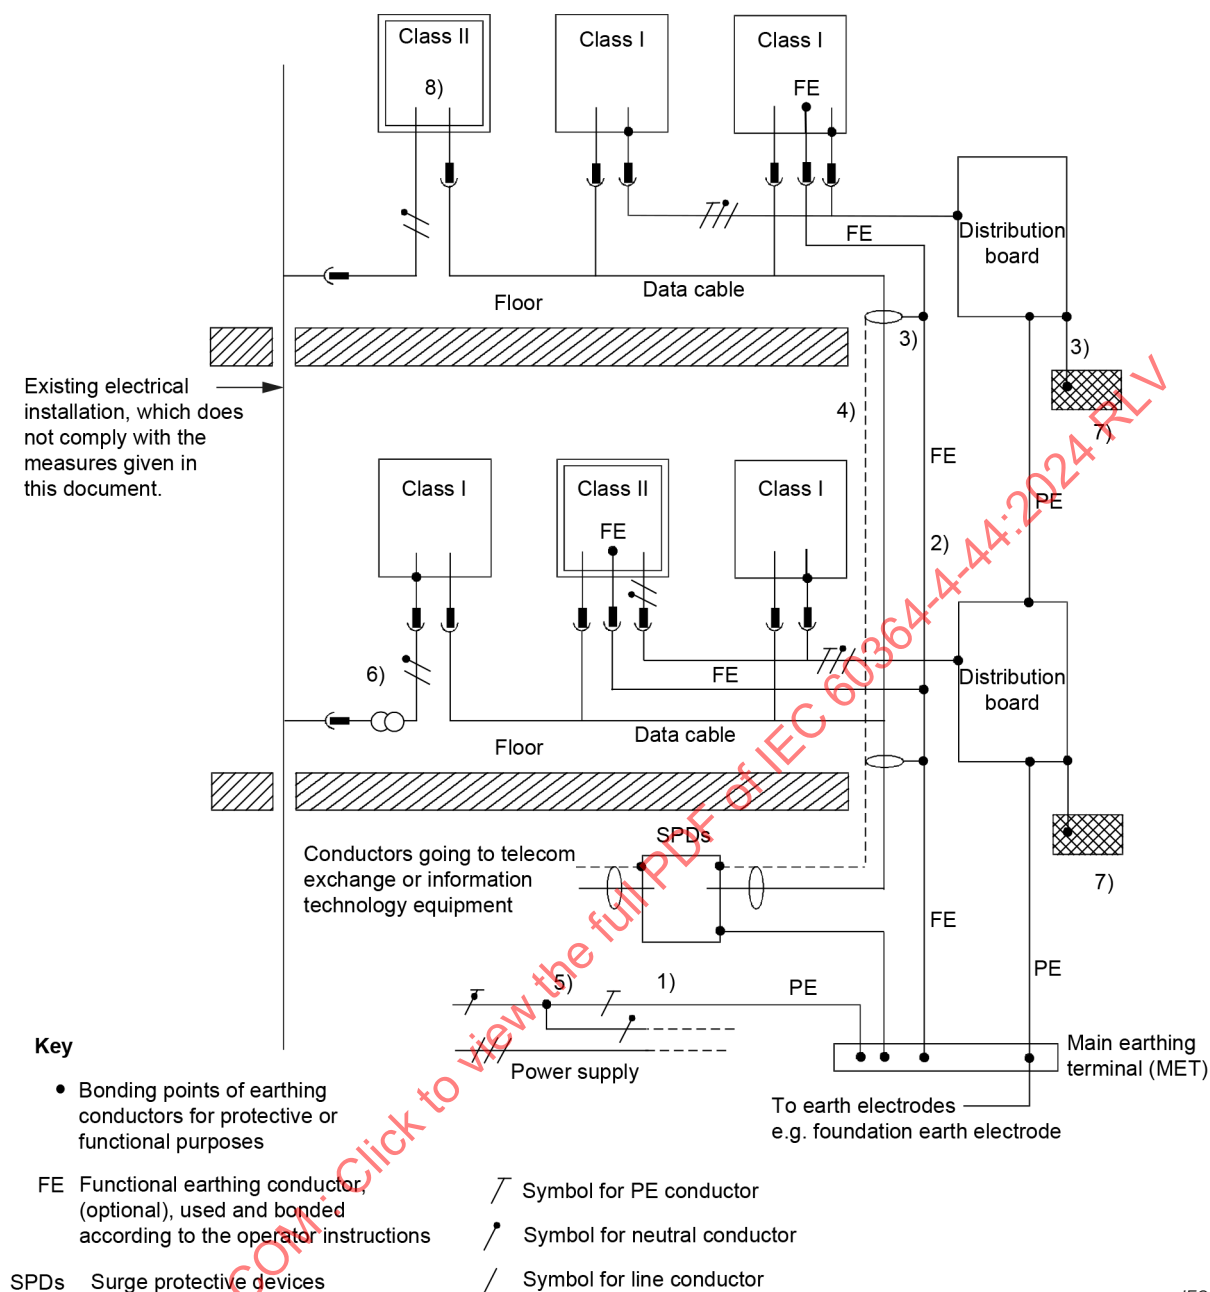 Class II
Class I
Class I
8)
FE
Distribution
board
FE
Data cable
Floor
3)
3)
Existing electrical
installation, which does
not comply with the
measures given in
this document.
4)
7)
FE
PE
Class I
Class II
Class I
FE
2)
6)
FE
Distribution
board
Data cable
Floor
SPDs
Conductors going to telecom
exchange or information
technology equipment
7)
FE
PE
5)
1)
PE
Power supply
Main earthing
terminal (MET)
To earth electrodes
e.g. foundation earth electrode
Key
Bonding points of earthing
conductors for protective or
functional purposes
FE Functional earthing conductor,
(optional), used and bonded
according to the operator instructions
SPDs Surge protective devices
Symbol for PE conductor
Symbol for neutral conductor
Symbol for line conductor
COM : Click to view the full PDF of IEC 60364-4-44:2024 RLV